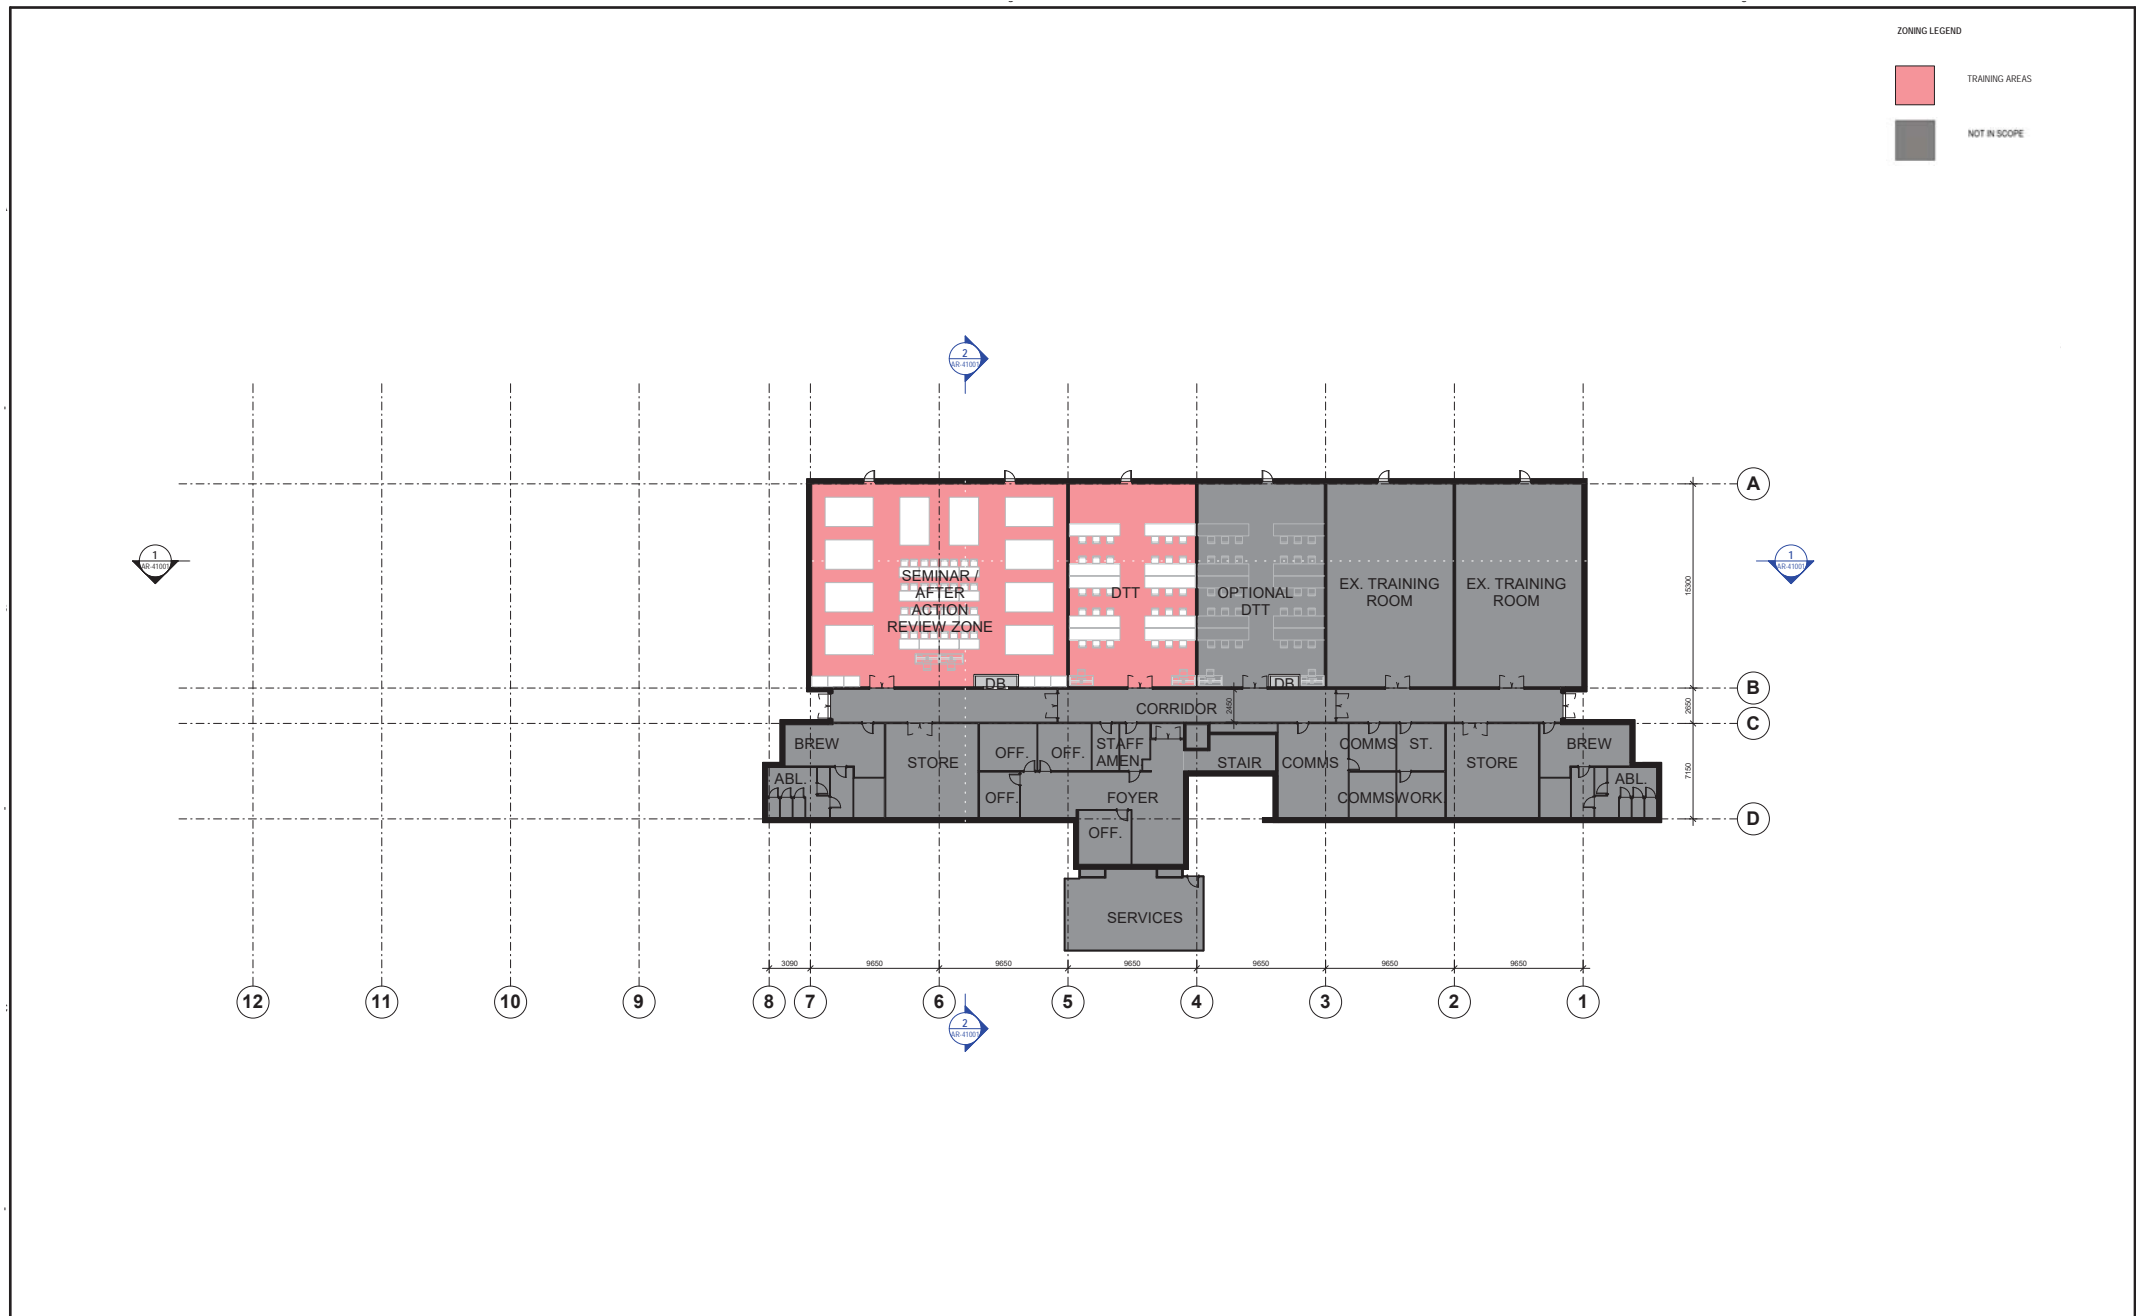 ZONING LEGEND
TRAINING AREAS
NOT IN SCOPE
2
AR-41001
A
1
AR-41001
1
AR-41001
15300
SEMINAR /
AFTER
ACTION
REVIEW ZONE
DTT
OPTIONAL
DTT
EX. TRAINING
ROOM
EX. TRAINING
ROOM
DB
DB
B
CORRIDOR
2450
2650
C
BREW
STORE
OFF.
OFF.
STAFF
AMEN
STAIR
COMMS
COMMS
ST.
STORE
BREW
7150
ABL.
OFF.
FOYER
COMMS
WORK.
ABL.
D
OFF.
SERVICES
3090
9650
9650
9650
9650
9650
9650
12
11
10
9
8
7
6
5
4
3
2
1
2
AR-41001